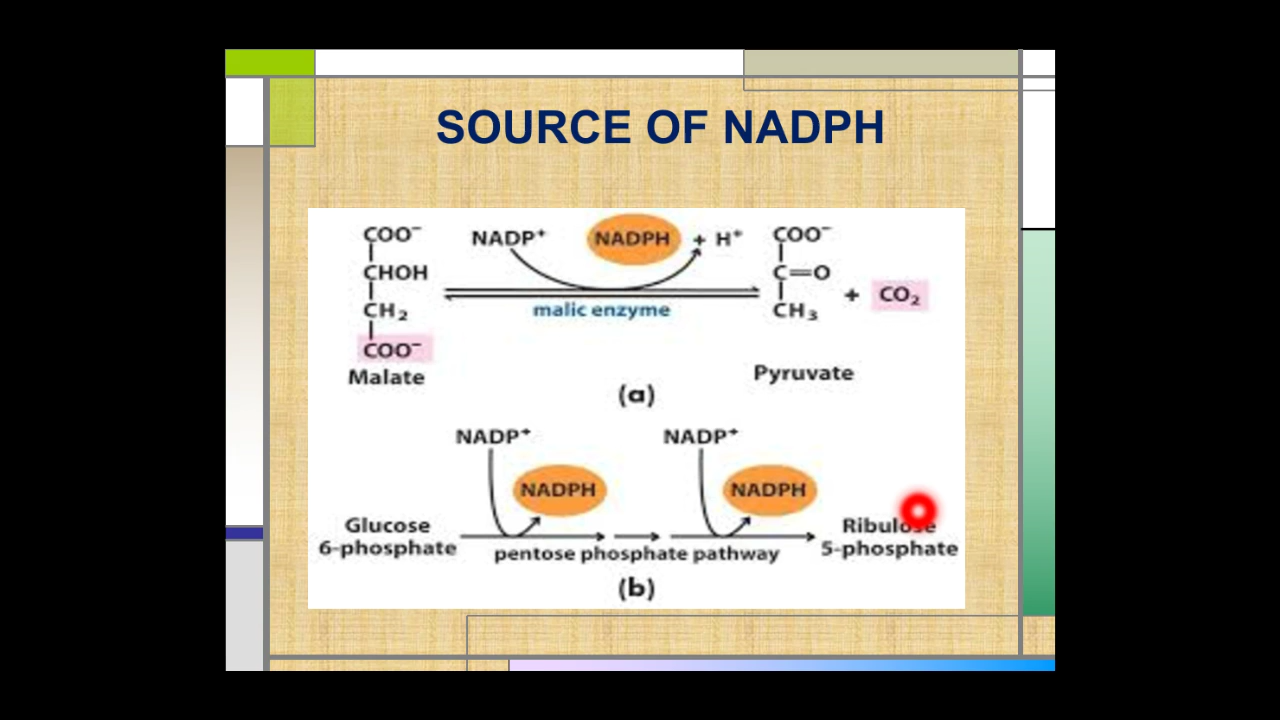 SOURCE OF NADPH
COO⁻ NADP⁺ NADPH + H⁺ COO⁻
CHOH C=O
CH₂ malic enzyme CH₃ + CO₂
COO⁻
Malate Pyruvate
(a)
NADP⁺ NADP⁺
NADPH NADPH
Glucose Ribulose
6-phosphate pentose phosphate pathway 5-phosphate
(b)